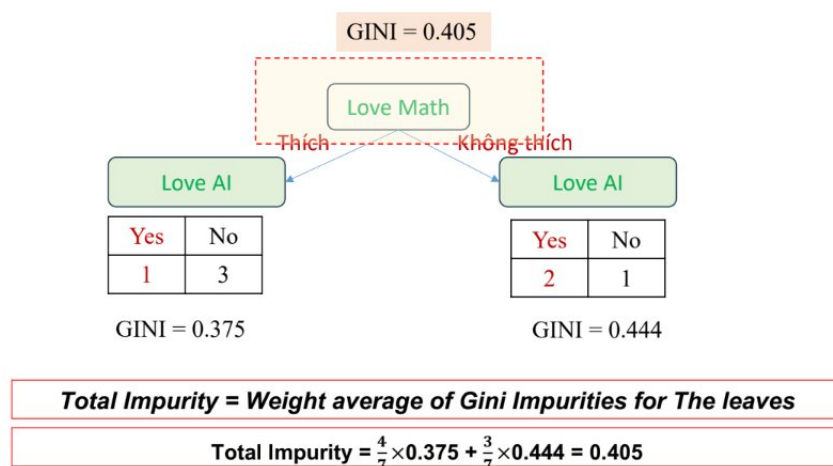 GINI = 0.405
Love Math
Thích Không thích
Love AI Love AI
Yes No Yes No
1 3 2 1
GINI = 0.375 GINI = 0.444
Total Impurity = Weight average of Gini Impurities for The leaves
Total Impurity = 4/7 ×0.375 + 3/7 ×0.444 = 0.405